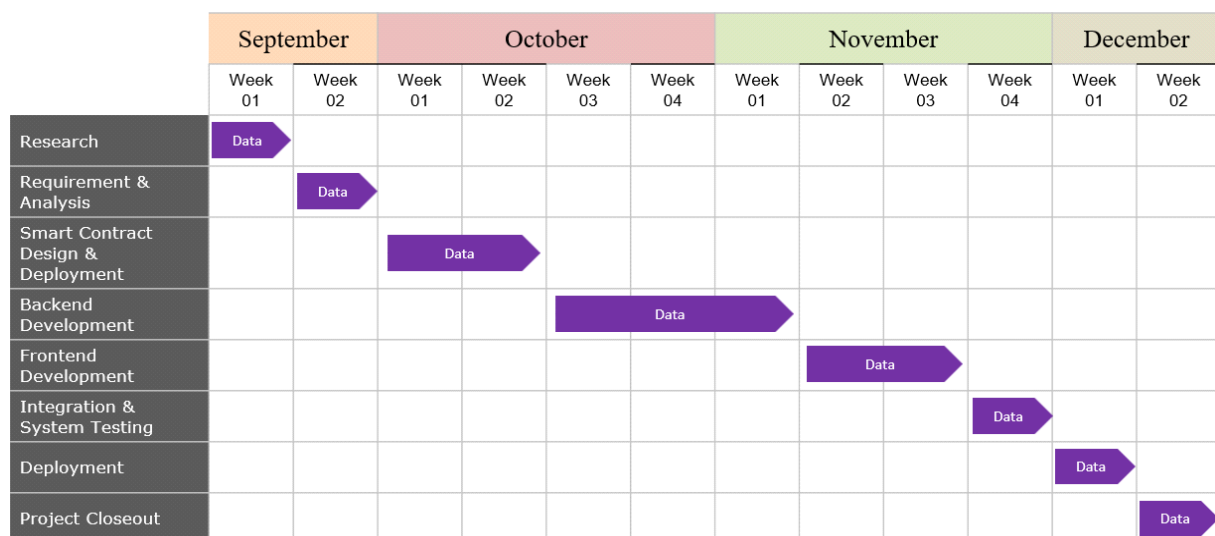 September October November December
Week Week Week Week Week Week Week Week Week Week Week Week
01 02 01 02 03 04 01 02 03 04 01 02
Research Data
Requirement &
Analysis Data
Smart Contract
Design & Data
Deployment
Backend
Development Data
Frontend
Development Data
Integration &
System Testing Data
Deployment Data
Project Closeout Data